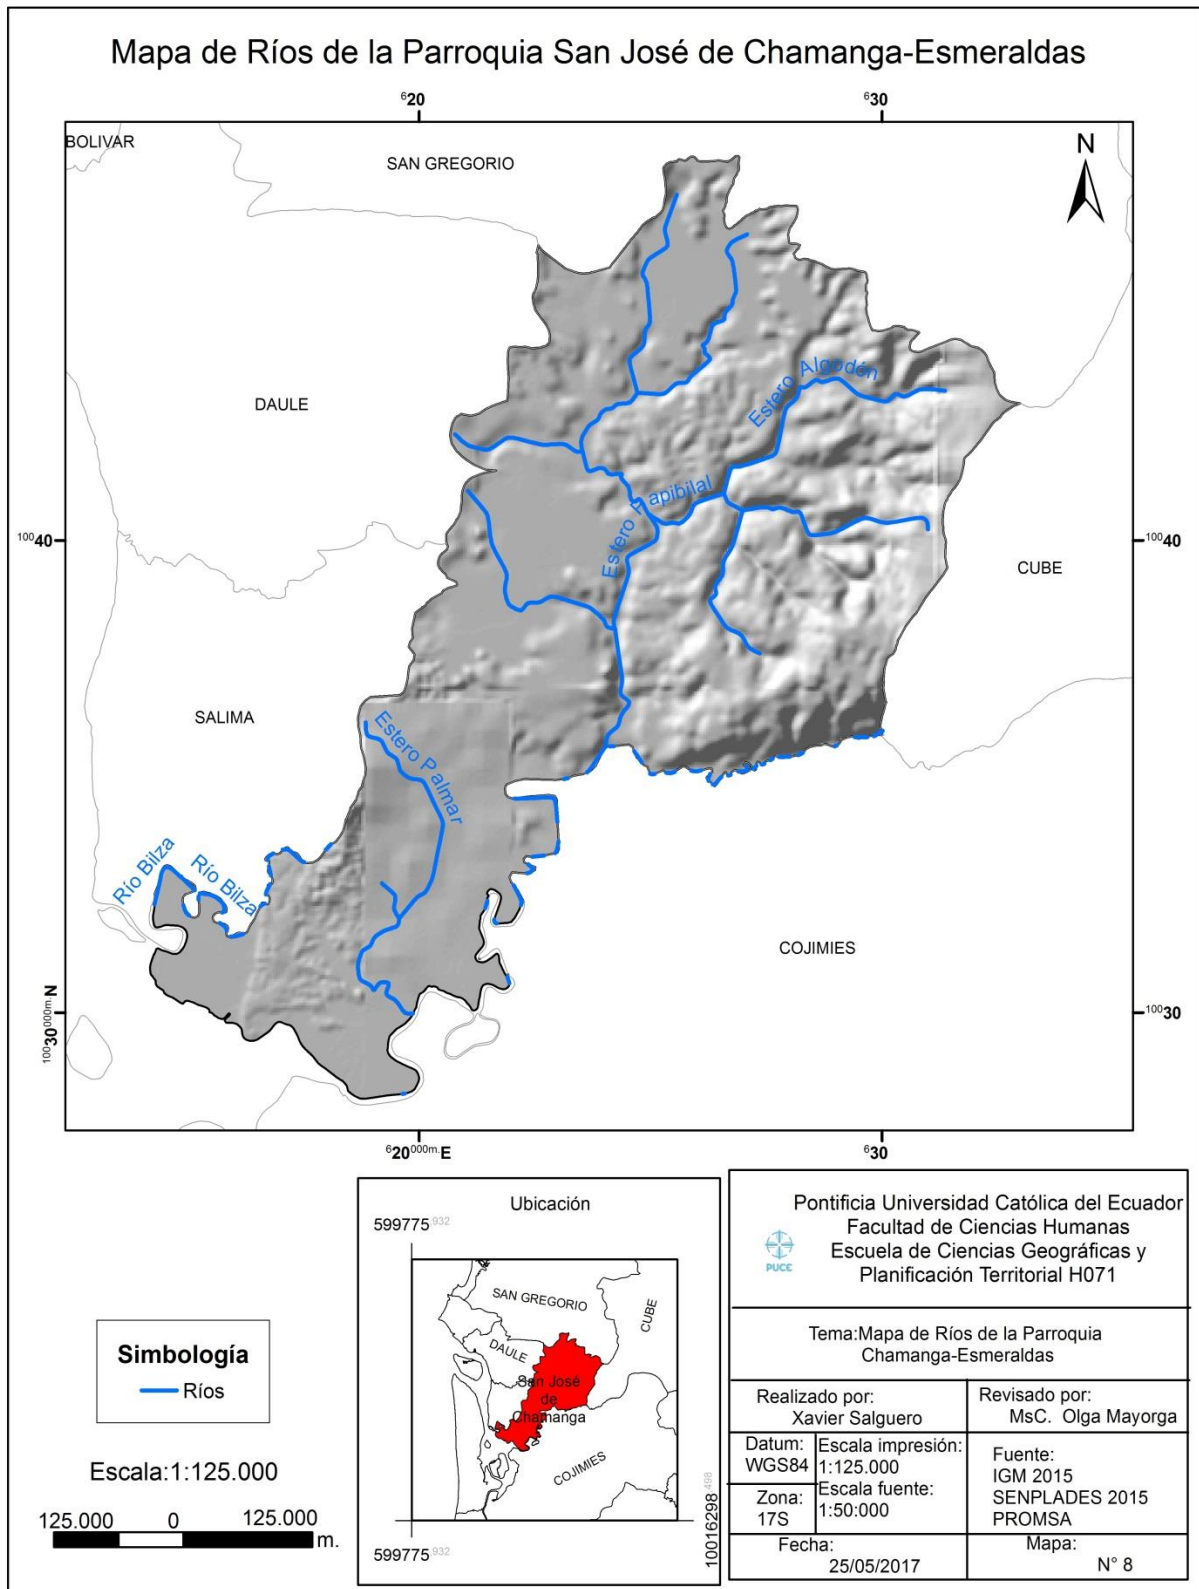 Mapa de Ríos de la Parroquia San José de Chamanga-Esmeraldas
620
630
BOLIVAR
SAN GREGORIO
N
Estero Algodón
DAULE
Estero Rapibilal
10040
10040
CUBE
SALIMA
Estero Palmar
Río Bilza
Río Bilza
COJIMIES
10030000m.N
10030
620000m.E
630
Simbología
Ríos
Escala:1:125.000
125.000 0 125.000 m.
Ubicación
599775.932
SAN GREGORIO
CUBE
DAULE
San José
de
Chamanga
COJIMIES
599775.932
10016298.498
Pontificia Universidad Católica del Ecuador
Facultad de Ciencias Humanas
Escuela de Ciencias Geográficas y
Planificación Territorial H071
PUCE
Tema:Mapa de Ríos de la Parroquia
Chamanga-Esmeraldas
Realizado por:
Xavier Salguero
Revisado por:
MsC. Olga Mayorga
Datum:
WGS84
Escala impresión:
1:125.000
Escala fuente:
1:50:000
Zona:
17S
Fuente:
IGM 2015
SENPLADES 2015
PROMSA
Fecha:
25/05/2017
Mapa:
N° 8